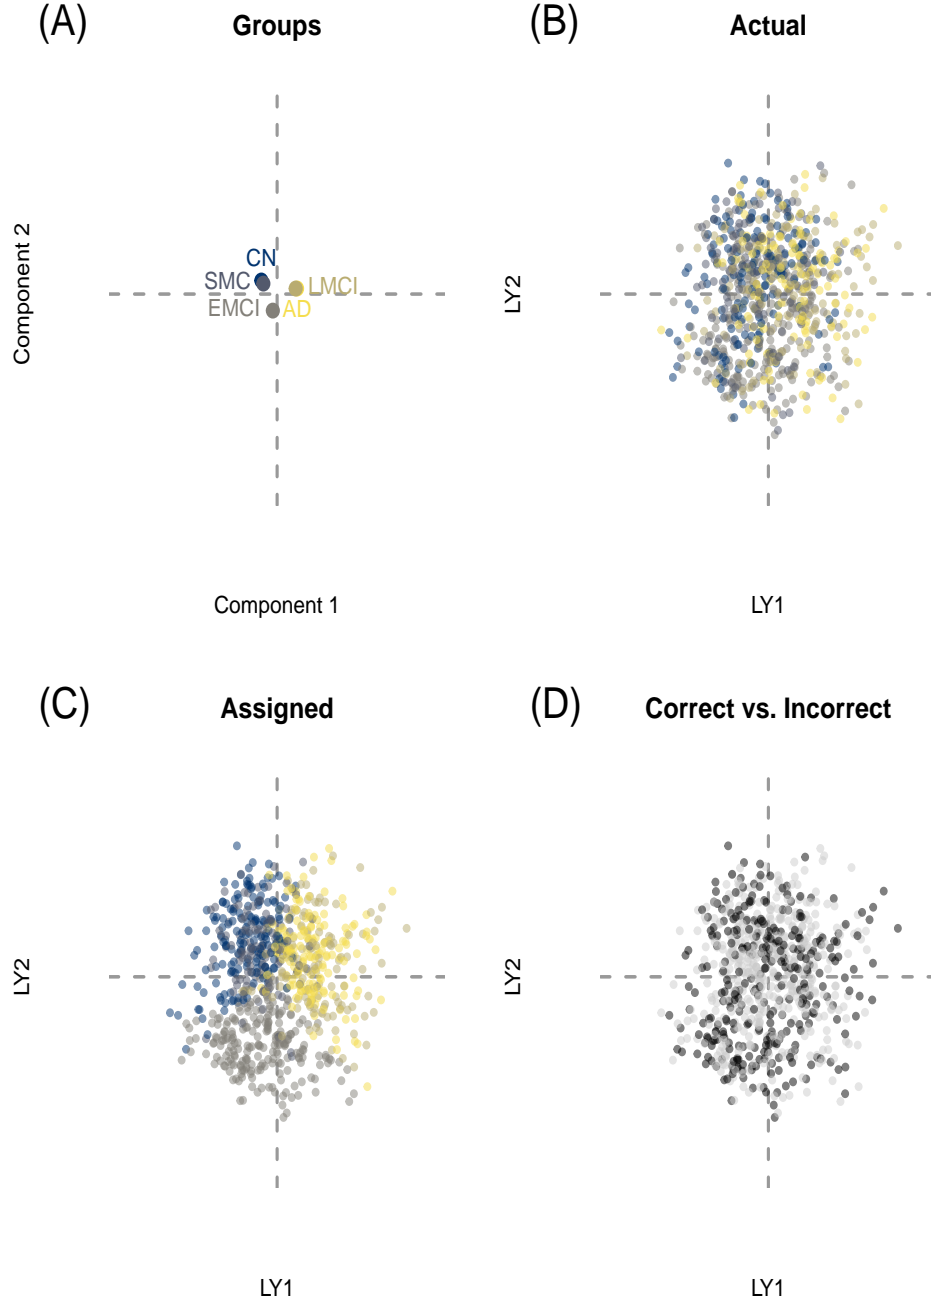 (A)
Groups
(B)
Actual
CN
SMC
LMCI
EMCI
AD
Component 2
LY2
Component 1
LY1
(C)
Assigned
(D)
Correct vs. Incorrect
LY2
LY2
LY1
LY1